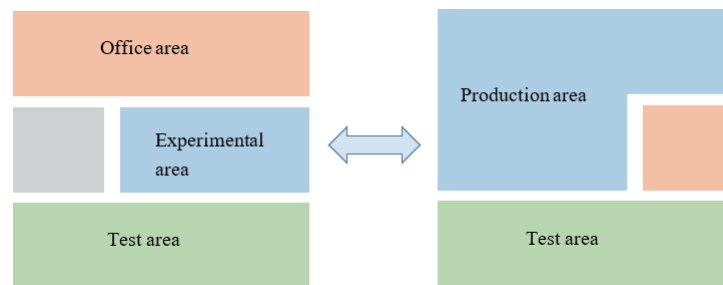 Office area
Production area
Experimental
area
Test area
Test area